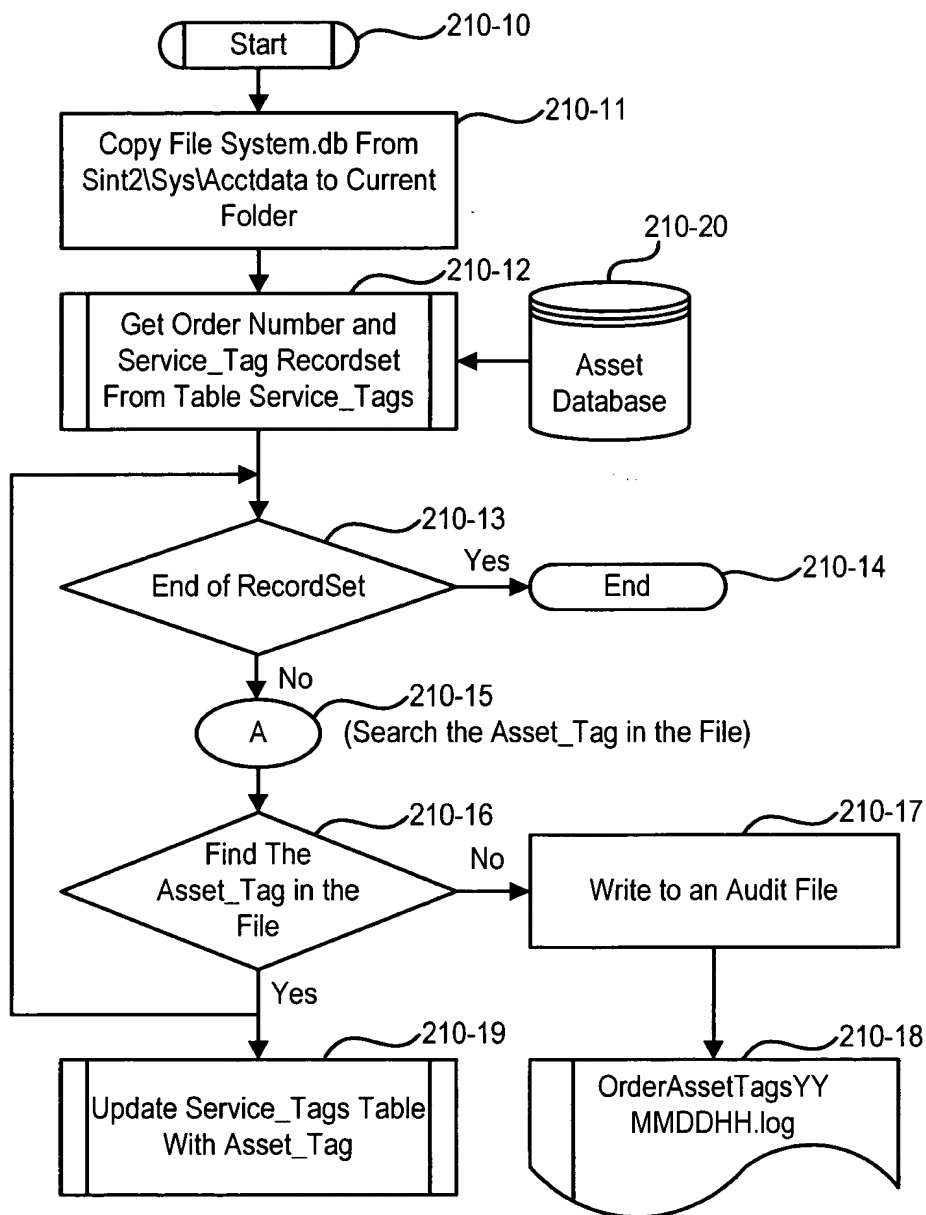 Start
210-10
210-11
Copy File System.db From
Sint2\Sys\Acctdata to Current
Folder
210-12
Get Order Number and
Service_Tag Recordset
From Table Service_Tags
210-20
Asset
Database
210-13
End of RecordSet
Yes
End
210-14
No
210-15
A
(Search the Asset_Tag in the File)
210-16
Find The
Asset_Tag in the
File
No
210-17
Write to an Audit File
Yes
210-19
Update Service_Tags Table
With Asset_Tag
210-18
OrderAssetTagsYY
MMDDHH.log